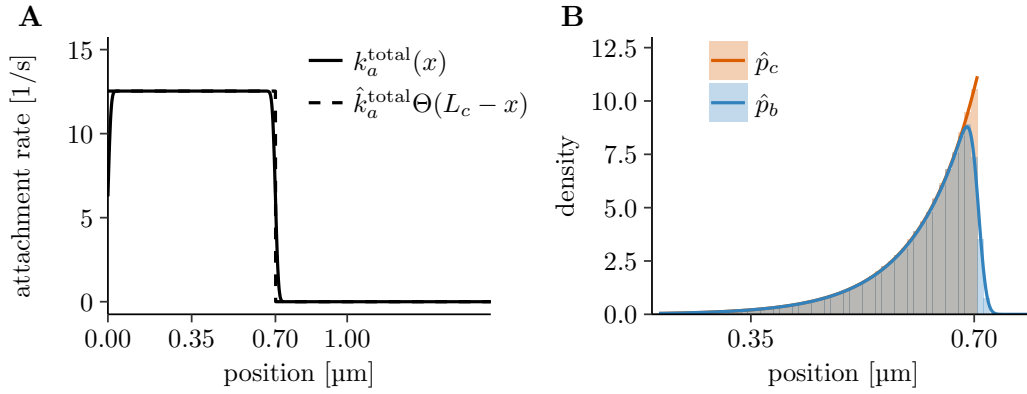 A
attachment rate [1/s]
15
10
5
0
0.00 0.35 0.70 1.00
position [µm]
k_a^total(x)
k̂_a^totalΘ(L_c − x)
B
density
12.5
10.0
7.5
5.0
2.5
0.0
0.35 0.70
position [µm]
p̂_c
p̂_b